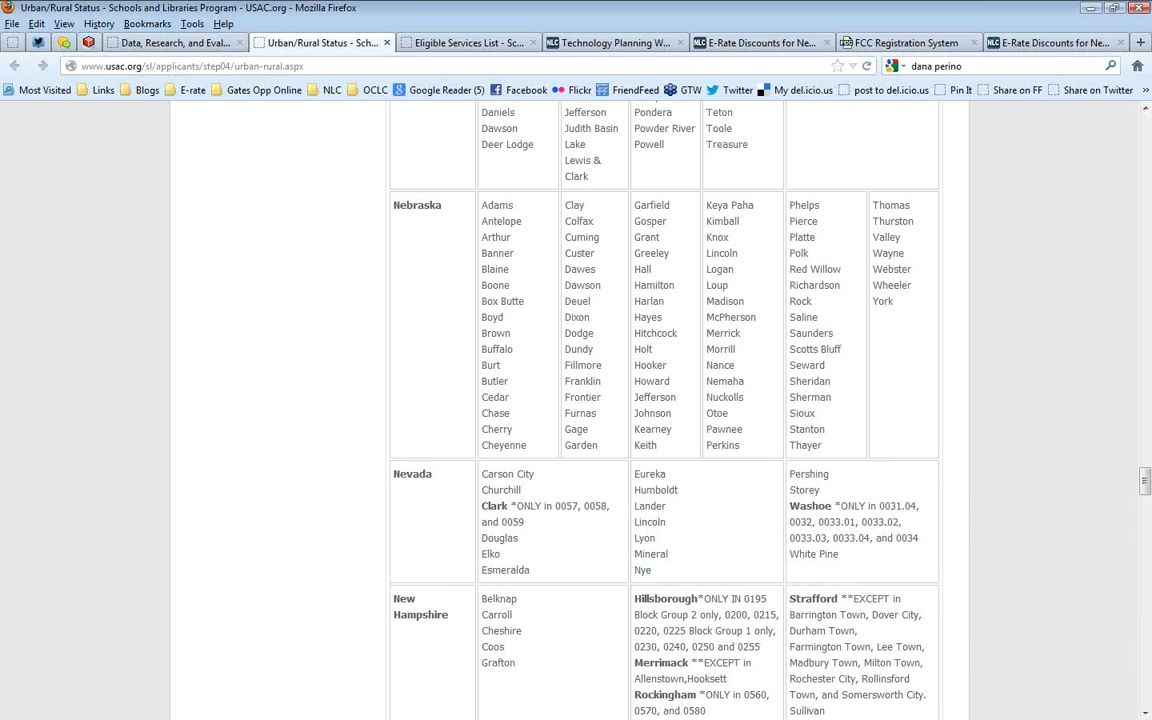 Urban/Rural Status - Schools and Libraries Program - USAC.org - Mozilla Firefox
File Edit View History Bookmarks Tools Help
Data, Research, and Eval... × Urban/Rural Status - Sch... × Eligible Services List - Sc... × NLC Technology Planning W... × NLC E-Rate Discounts for Ne... × FCC Registration System × NLC E-Rate Discounts for Ne... × +
www.usac.org/sl/applicants/step04/urban-rural.aspx dana perino
Most Visited Links Blogs E-rate Gates Opp Online NLC OCLC Google Reader (5) Facebook Flickr FriendFeed GTW Twitter My del.icio.us post to del.icio.us Pin It Share on FF Share on Twitter »
Daniels
Dawson
Deer Lodge
Jefferson
Judith Basin
Lake
Lewis &
Clark
Pondera
Powder River
Powell
Teton
Toole
Treasure
Nebraska
Adams
Antelope
Arthur
Banner
Blaine
Boone
Box Butte
Boyd
Brown
Buffalo
Burt
Butler
Cedar
Chase
Cherry
Cheyenne
Clay
Colfax
Cuming
Custer
Dawes
Dawson
Deuel
Dixon
Dodge
Dundy
Fillmore
Franklin
Frontier
Furnas
Gage
Garden
Garfield
Gosper
Grant
Greeley
Hall
Hamilton
Harlan
Hayes
Hitchcock
Holt
Hooker
Howard
Jefferson
Johnson
Kearney
Keith
Keya Paha
Kimball
Knox
Lincoln
Logan
Loup
Madison
McPherson
Merrick
Morrill
Nance
Nemaha
Nuckolls
Otoe
Pawnee
Perkins
Phelps
Pierce
Platte
Polk
Red Willow
Richardson
Rock
Saline
Saunders
Scotts Bluff
Seward
Sheridan
Sherman
Sioux
Stanton
Thayer
Thomas
Thurston
Valley
Wayne
Webster
Wheeler
York
Nevada
Carson City
Churchill
Clark *ONLY in 0057, 0058,
and 0059
Douglas
Elko
Esmeralda
Eureka
Humboldt
Lander
Lincoln
Lyon
Mineral
Nye
Pershing
Storey
Washoe *ONLY in 0031.04,
0032, 0033.01, 0033.02,
0033.03, 0033.04, and 0034
White Pine
New
Hampshire
Belknap
Carroll
Cheshire
Coos
Grafton
Hillsborough*ONLY IN 0195
Block Group 2 only, 0200, 0215,
0220, 0225 Block Group 1 only,
0230, 0240, 0250 and 0255
Merrimack **EXCEPT in
Allenstown,Hooksett
Rockingham *ONLY in 0560,
0570, and 0580
Strafford **EXCEPT in
Barrington Town, Dover City,
Durham Town,
Farmington Town, Lee Town,
Madbury Town, Milton Town,
Rochester City, Rollinsford
Town, and Somersworth City.
Sullivan